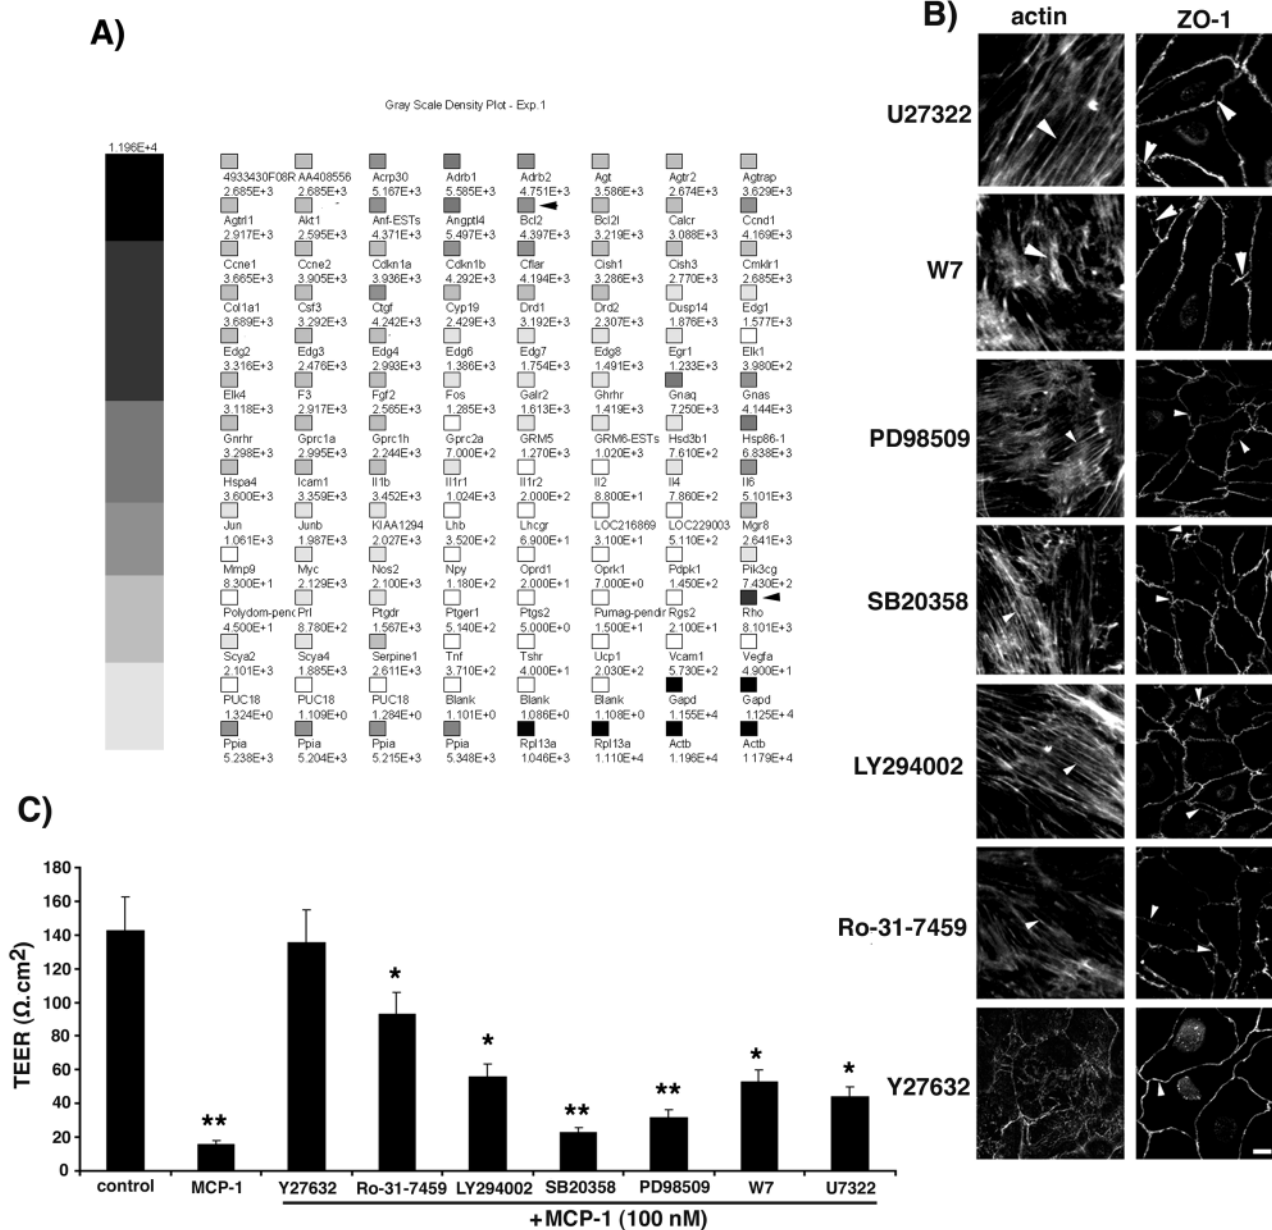 A)
Gray Scale Density Plot - Exp.1
1.196E+4
4933430F08R AA408556 Acrp30 Adrb1 Adrb2 Agt Agtr2 Agtrap
2.685E+3 2.685E+3 5.167E+3 5.585E+3 4.751E+3 3.586E+3 2.674E+3 3.629E+3
Agtrl1 Akt1 Anf-ESTs Angptl4 Bcl2 Bcl2l Calcr Ccnd1
2.917E+3 2.595E+3 4.371E+3 5.497E+3 4.397E+3 3.219E+3 3.088E+3 4.169E+3
Ccne1 Ccne2 Cdkn1a Cdkn1b Cflar Cish1 Cish3 Cmklr1
3.665E+3 3.905E+3 3.936E+3 4.292E+3 4.194E+3 3.286E+3 2.770E+3 2.685E+3
Col1a1 Csf3 Ctgf Cyp19 Drd1 Drd2 Dusp14 Edg1
3.689E+3 3.292E+3 4.242E+3 2.429E+3 3.192E+3 2.307E+3 1.876E+3 1.577E+3
Edg2 Edg3 Edg4 Edg6 Edg7 Edg8 Egr1 Elk1
3.316E+3 2.476E+3 2.993E+3 1.386E+3 1.754E+3 1.491E+3 1.233E+3 3.980E+2
Elk4 F3 Fgf2 Fos Galr2 Ghrhr Gnaq Gnas
3.118E+3 2.917E+3 2.565E+3 1.285E+3 1.613E+3 1.419E+3 7.250E+3 4.144E+3
Gnrhr Gprc1a Gprc1h Gprc2a GRM5 GRM6-ESTs Hsd3b1 Hsp86-1
3.298E+3 2.995E+3 2.244E+3 7.000E+2 1.270E+3 1.020E+3 7.610E+2 6.838E+3
Hspa4 Icam1 Il1b Il1r1 Il1r2 Il2 Il4 Il6
3.600E+3 3.359E+3 3.452E+3 1.024E+3 2.000E+2 8.800E+1 7.860E+2 5.101E+3
Jun Junb KIAA1294 Lhb Lhcgr LOC216869 LOC229003 Mgr8
1.061E+3 1.987E+3 2.027E+3 3.520E+2 6.900E+1 3.100E+1 5.110E+2 2.641E+3
Mmp9 Myc Nos2 Npy Oprd1 Oprk1 Pdpk1 Pik3cg
8.300E+1 2.129E+3 2.100E+3 1.180E+2 2.000E+1 7.000E+0 1.450E+2 7.430E+2
Polydom-penc Prl Ptgdr Ptger1 Ptgs2 Pumag-pendir Rgs2 Rho
4.500E+1 8.780E+2 1.567E+3 5.140E+2 5.000E+0 1.500E+1 2.100E+1 8.101E+3
Scya2 Scya4 Serpine1 Tnf Tshr Ucp1 Vcam1 Vegfa
2.101E+3 1.885E+3 2.611E+3 3.710E+2 4.000E+1 2.030E+2 5.730E+2 4.900E+1
PUC18 PUC18 PUC18 Blank Blank Blank Gapd Gapd
1.324E+0 1.109E+0 1.284E+0 1.101E+0 1.086E+0 1.108E+0 1.155E+4 1.125E+4
Ppia Ppia Ppia Ppia Rpl13a Rpl13a Actb Actb
5.238E+3 5.204E+3 5.215E+3 5.348E+3 1.046E+3 1.110E+4 1.196E+4 1.179E+4
B)
actin ZO-1
U27322
W7
PD98509
SB20358
LY294002
Ro-31-7459
Y27632
C)
TEER (Ω.cm2)
180
160
140
120
100
80
60
40
20
0
** * * ** ** * *
control MCP-1 Y27632 Ro-31-7459 LY294002 SB20358 PD98509 W7 U7322
+MCP-1 (100 nM)